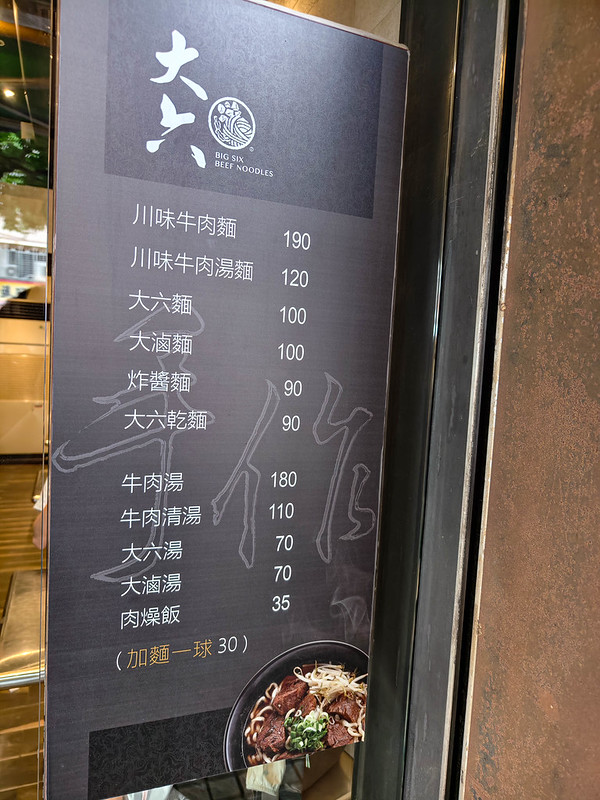 大六
BIG SIX
BEEF NOODLES
川味牛肉麵 190
川味牛肉湯麵 120
大六麵 100
大滷麵 100
炸醬麵 90
大六乾麵 90
牛肉湯 180
牛肉清湯 110
大六湯 70
大滷湯 70
肉燥飯 35
(加麵一球 30)
手作